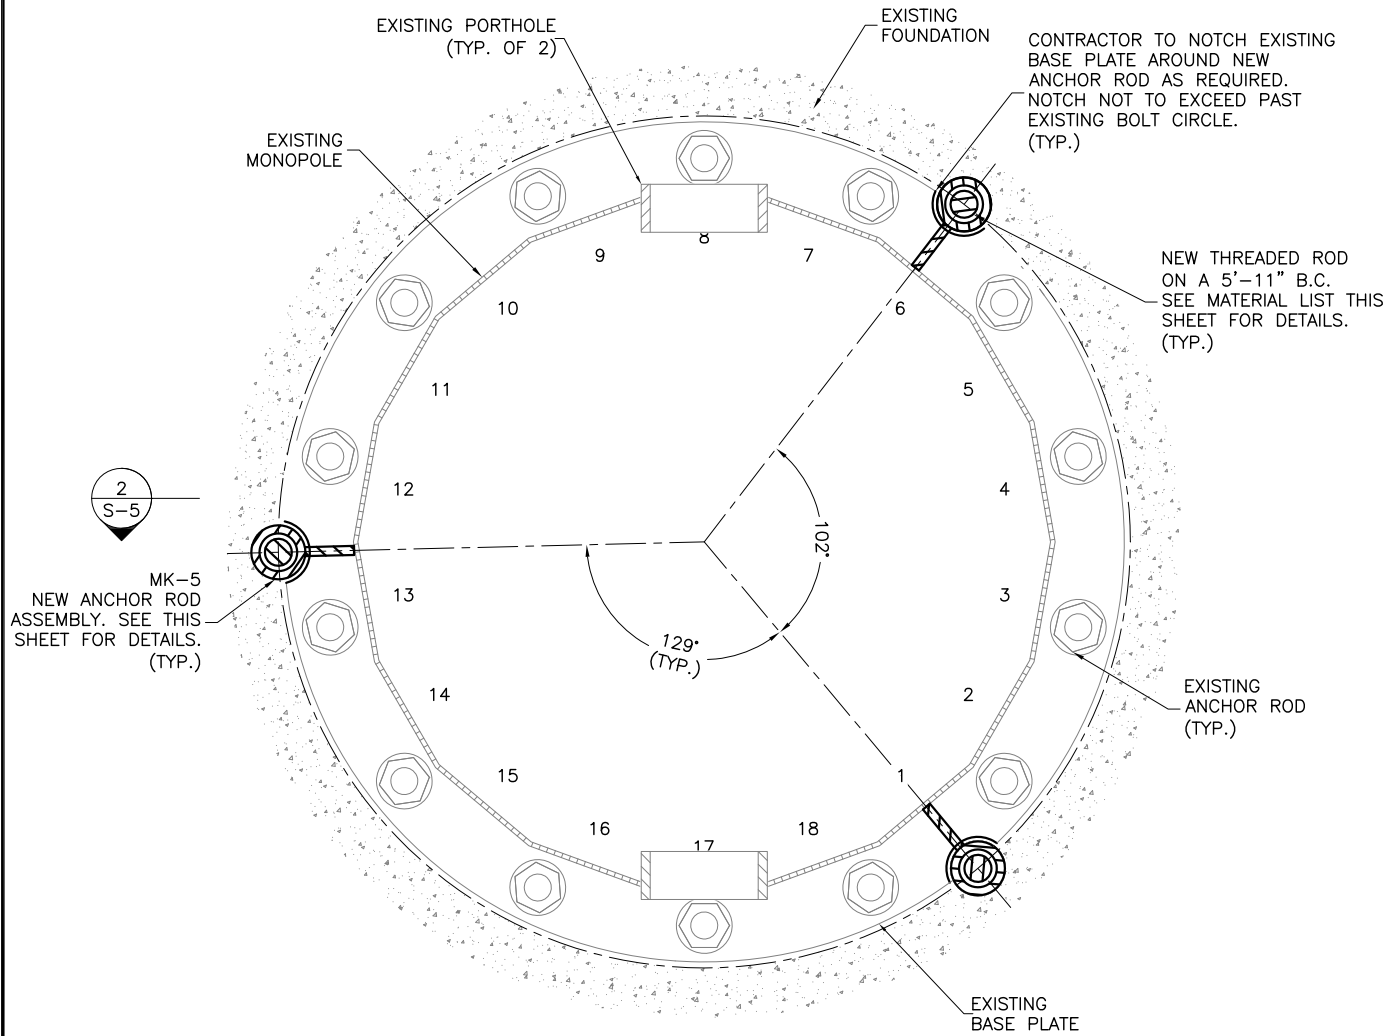 EXISTING PORTHOLE
(TYP. OF 2)
EXISTING
FOUNDATION
CONTRACTOR TO NOTCH EXISTING
BASE PLATE AROUND NEW
ANCHOR ROD AS REQUIRED.
NOTCH NOT TO EXCEED PAST
EXISTING BOLT CIRCLE.
(TYP.)
EXISTING
MONOPOLE
NEW THREADED ROD
ON A 5'-11" B.C.
SEE MATERIAL LIST THIS
SHEET FOR DETAILS.
(TYP.)
8
9
7
10
6
11
5
12
4
2
S-5
102°
MK-5
NEW ANCHOR ROD
ASSEMBLY. SEE THIS
SHEET FOR DETAILS.
(TYP.)
13
3
129°
(TYP.)
14
2
EXISTING
ANCHOR ROD
(TYP.)
15
1
16
17
18
EXISTING
BASE PLATE